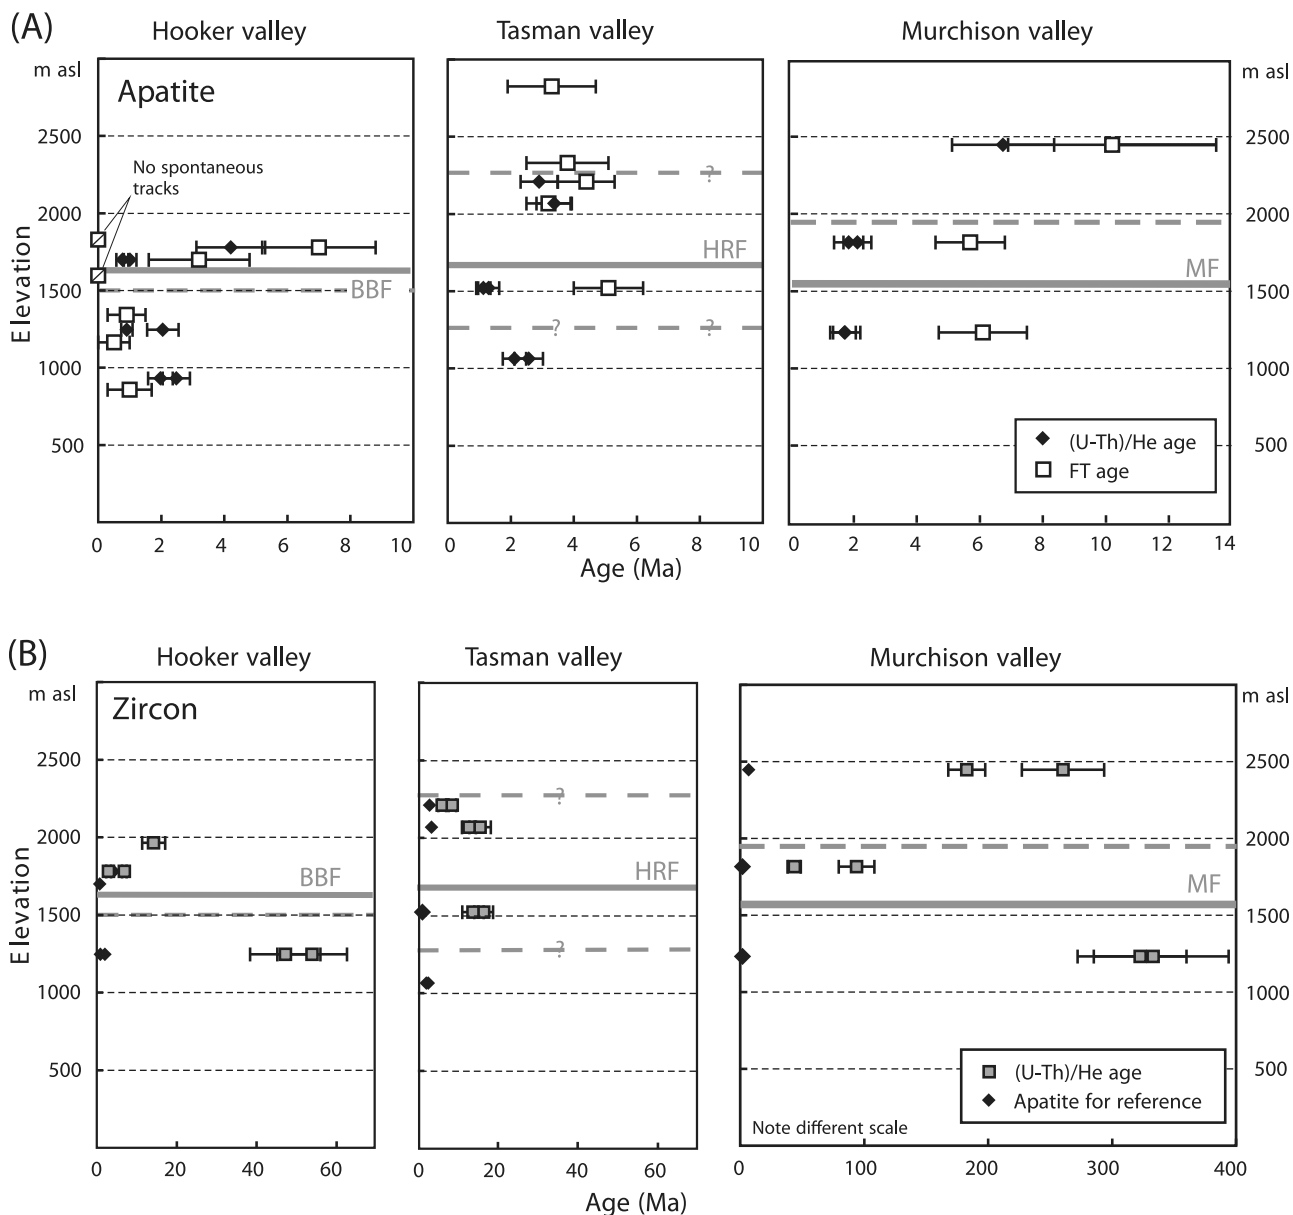 (A)
Hooker valley
Tasman valley
Murchison valley
m asl
m asl
Apatite
2500
2500
No spontaneous
tracks
?
2000
2000
HRF
MF
1500
BBF
1500
?
?
1000
1000
500
500
Elevation
(U-Th)/He age
FT age
0 2 4 6 8 10
2 4 6 8 10
0 2 4 6 8 10 12 14
Age (Ma)
(B)
Hooker valley
Tasman valley
Murchison valley
m asl
m asl
Zircon
2500
2500
?
2000
2000
BBF
HRF
MF
1500
1500
?
1000
1000
500
500
Elevation
(U-Th)/He age
Apatite for reference
Note different scale
0 20 40 60
0 20 40 60
0 100 200 300 400
Age (Ma)